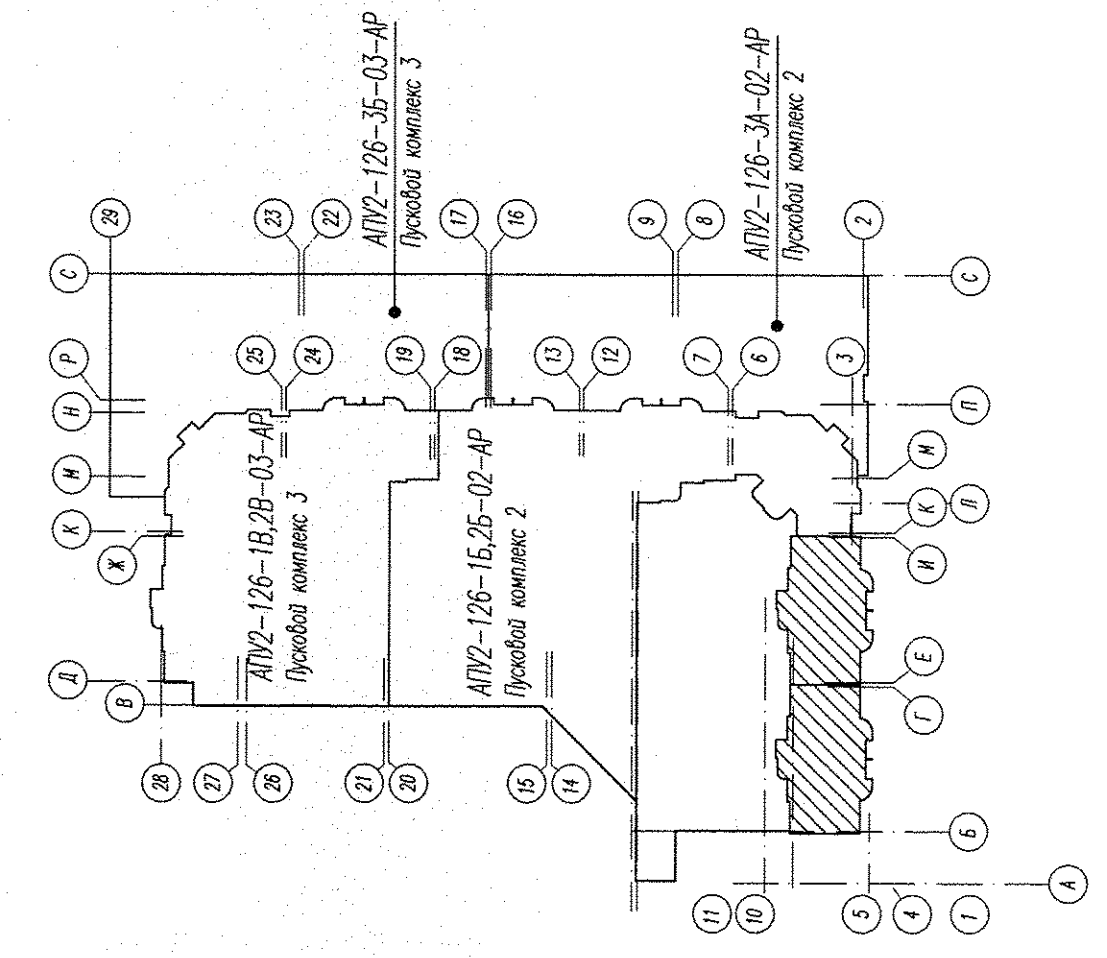 АПУ2-126-3Б-03-АР
Пусковой комплекс 3
АПУ2-126-3А-02-АР
Пусковой комплекс 2
АПУ2-126-1В,2В-03-АР
Пусковой комплекс 3
АПУ2-126-1Б,2Б-02-АР
Пусковой комплекс 2
29
С
23
22
17
16
9
8
2
С
Р
Н
М
К
Ж
25
24
19
18
13
12
7
6
3
П
М
К
Л
И
Д
В
28
27
26
21
20
15
14
Е
Г
Б
А
11
10
5
4
1